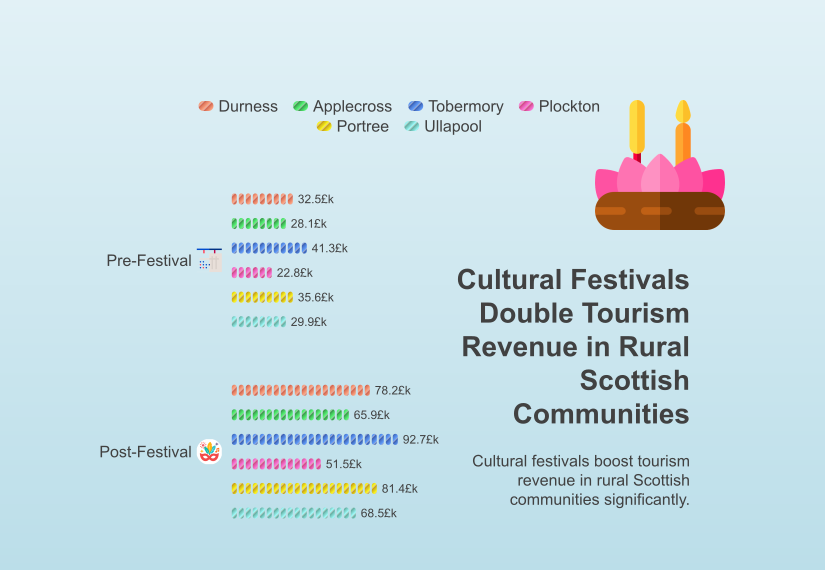 Durness Applecross Tobermory Plockton
Portree Ullapool
Pre-Festival
32.5£k
28.1£k
41.3£k
22.8£k
35.6£k
29.9£k
Post-Festival
78.2£k
65.9£k
92.7£k
51.5£k
81.4£k
68.5£k
Cultural Festivals
Double Tourism
Revenue in Rural
Scottish
Communities
Cultural festivals boost tourism
revenue in rural Scottish
communities significantly.